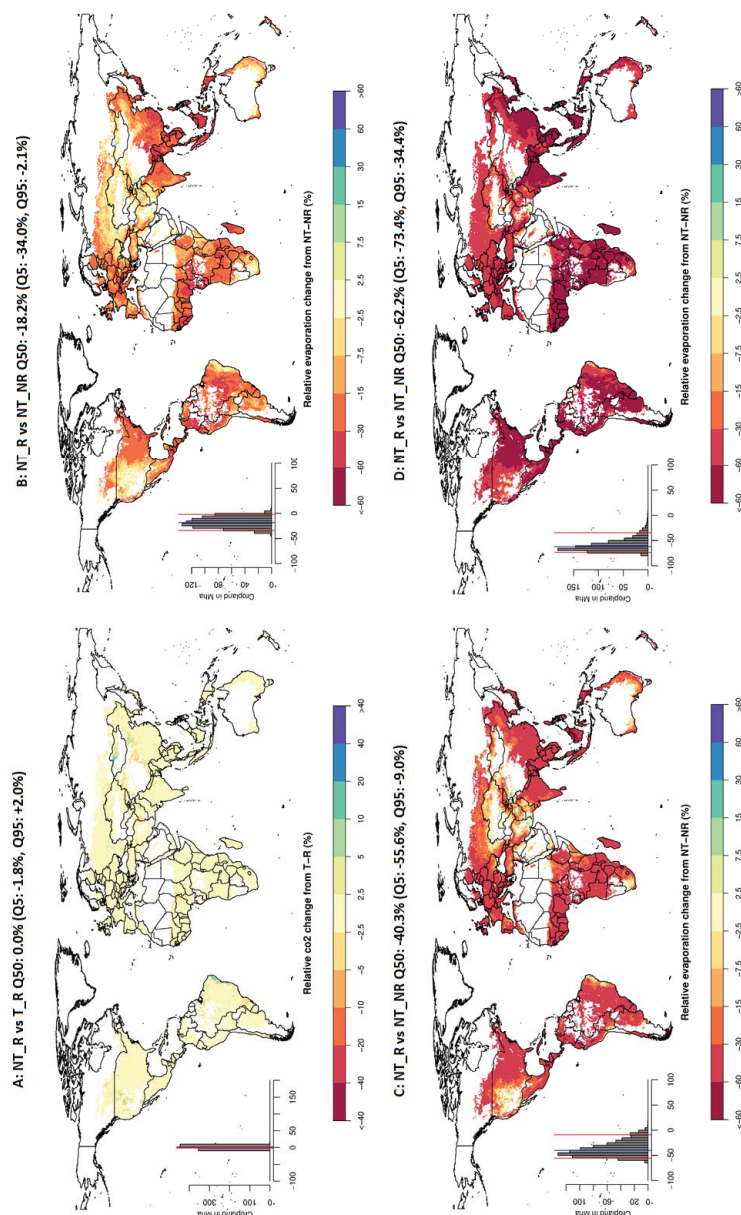 A: NT_R vs T_R Q50: 0.0% (Q5: -1.8%, Q95: +2.0%)
Cropland in Mha
0 100 300
-100 0 50 100 150
Relative co2 change from T-R (%)
<-40 -40 -20 -10 -5 -2.5 2.5 5 10 20 40 >40
B: NT_R vs NT_NR Q50: -18.2% (Q5: -34.0%, Q95: -2.1%)
Cropland in Mha
0 40 80 120
-100 -50 0 50 100
Relative evaporation change from NT-NR (%)
<-60 -60 -30 -15 -7.5 -2.5 2.5 7.5 15 30 60 >60
C: NT_R vs NT_NR Q50: -40.3% (Q5: -55.6%, Q95: -9.0%)
Cropland in Mha
0 20 60 100
-100 -50 0 50 100
Relative evaporation change from NT-NR (%)
<-60 -60 -30 -15 -7.5 -2.5 2.5 7.5 15 30 60 >60
D: NT_R vs NT_NR Q50: -62.2% (Q5: -73.4%, Q95: -34.4%)
Cropland in Mha
0 50 100 150
-100 -50 0 50 100
Relative evaporation change from NT-NR (%)
<-60 -60 -30 -15 -7.5 -2.5 2.5 7.5 15 30 60 >60